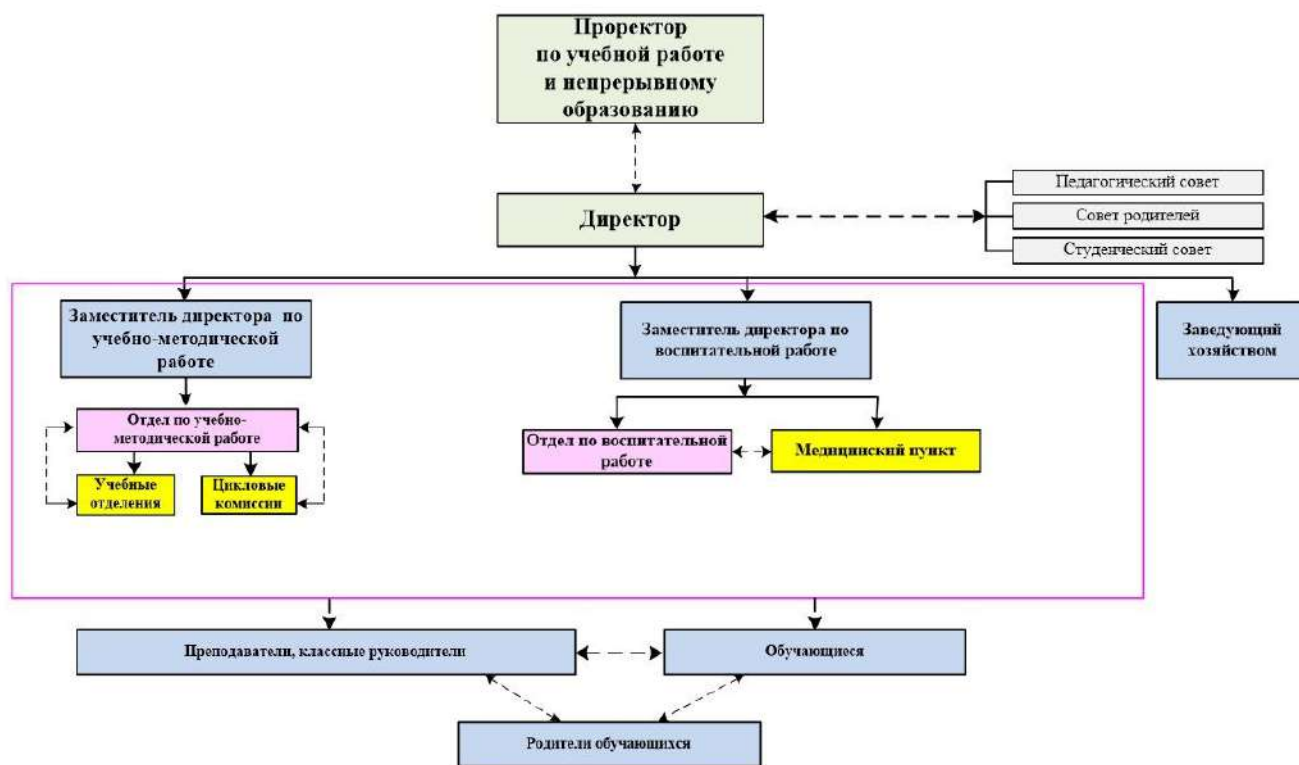 Проректор
по учебной работе
и непрерывному
образованию
Директор
Педагогический совет
Совет родителей
Студенческий совет
Заместитель директора по
учебно-методической
работе
Заместитель директора по
воспитательной работе
Заведующий
хозяйством
Отдел по учебно-
методической работе
Учебные
отделения
Цикловые
комиссии
Отдел по воспитательной
работе
Медицинский пункт
Преподаватели, классные руководители
Обучающиеся
Родители обучающихся